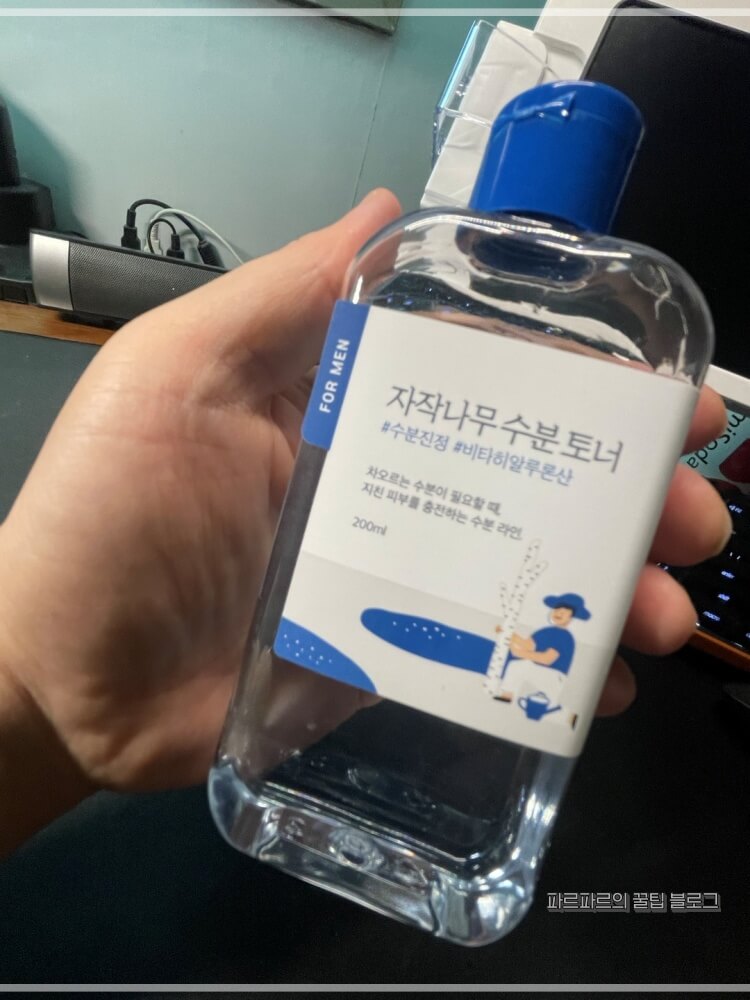 FOR MEN
자작나무 수분 토너
#수분진정 #비타히알루론산
차오르는 수분이 필요할 때,
지친 피부를 충전하는 수분 라인.
200ml
misoda
파르파르의 꿀팁 블로그